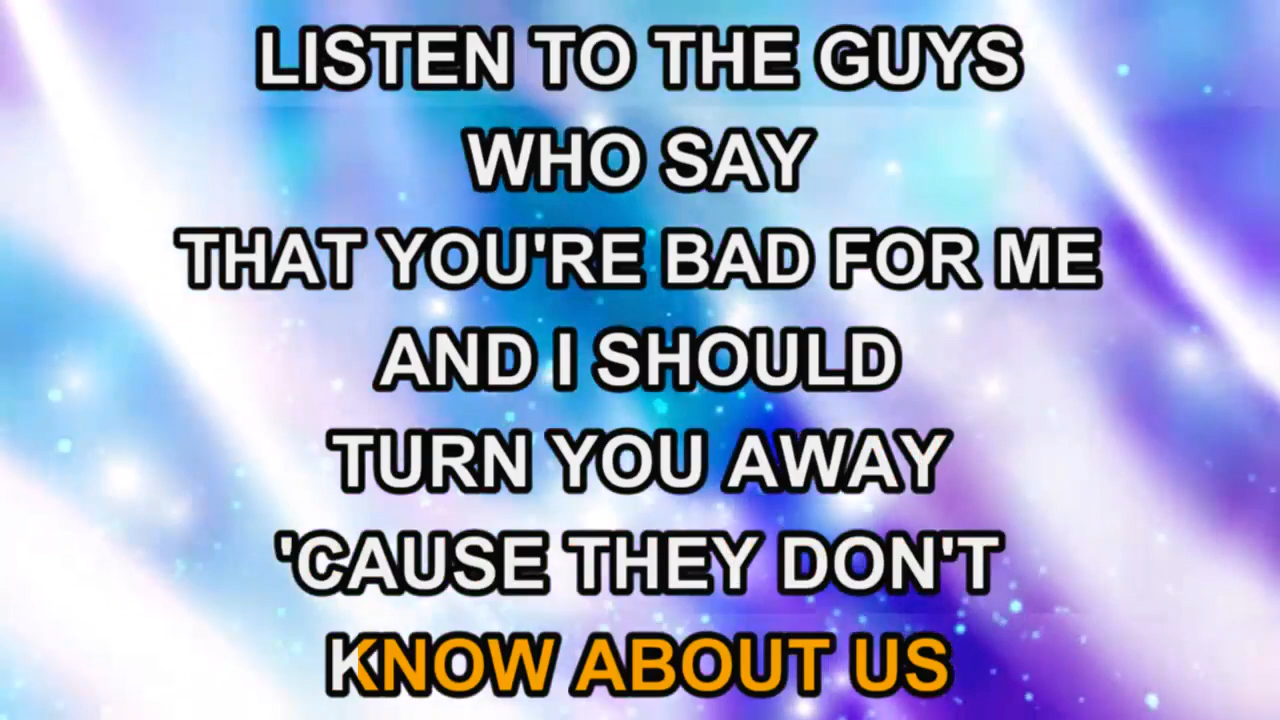 LISTEN TO THE GUYS
WHO SAY
THAT YOU'RE BAD FOR ME
AND I SHOULD
TURN YOU AWAY
'CAUSE THEY DON'T
KNOW ABOUT US